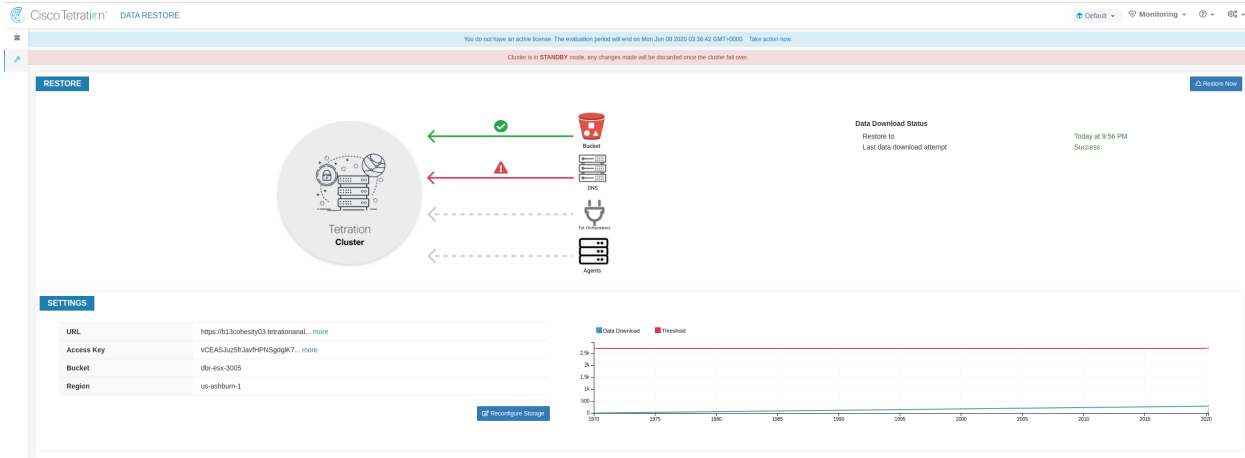 Cisco Tetration DATA RESTORE
Default Monitoring
You do not have an active license. The evaluation period will end on Mon Jun 08 2020 03:36:42 GMT+0000. Take action now.
Cluster is in STANDBY mode, any changes made will be discarded once the cluster fail over.
RESTORE
Restore Now
Bucket
DNS
Ext. Orchestrators
Agents
Tetration
Cluster
Data Download Status
Restore to Today at 9:56 PM
Last data download attempt Success
SETTINGS
URL https://b13cohesity03.tetrationanal... more
Access Key vCEASJuz5frJavfHPNSgdglK7... more
Bucket dbr-esx-3005
Region us-ashburn-1
Reconfigure Storage
Data Download Threshold
2.5k
2k
1.5k
1k
500
0
1970 1975 1980 1985 1990 1995 2000 2005 2010 2015 2020